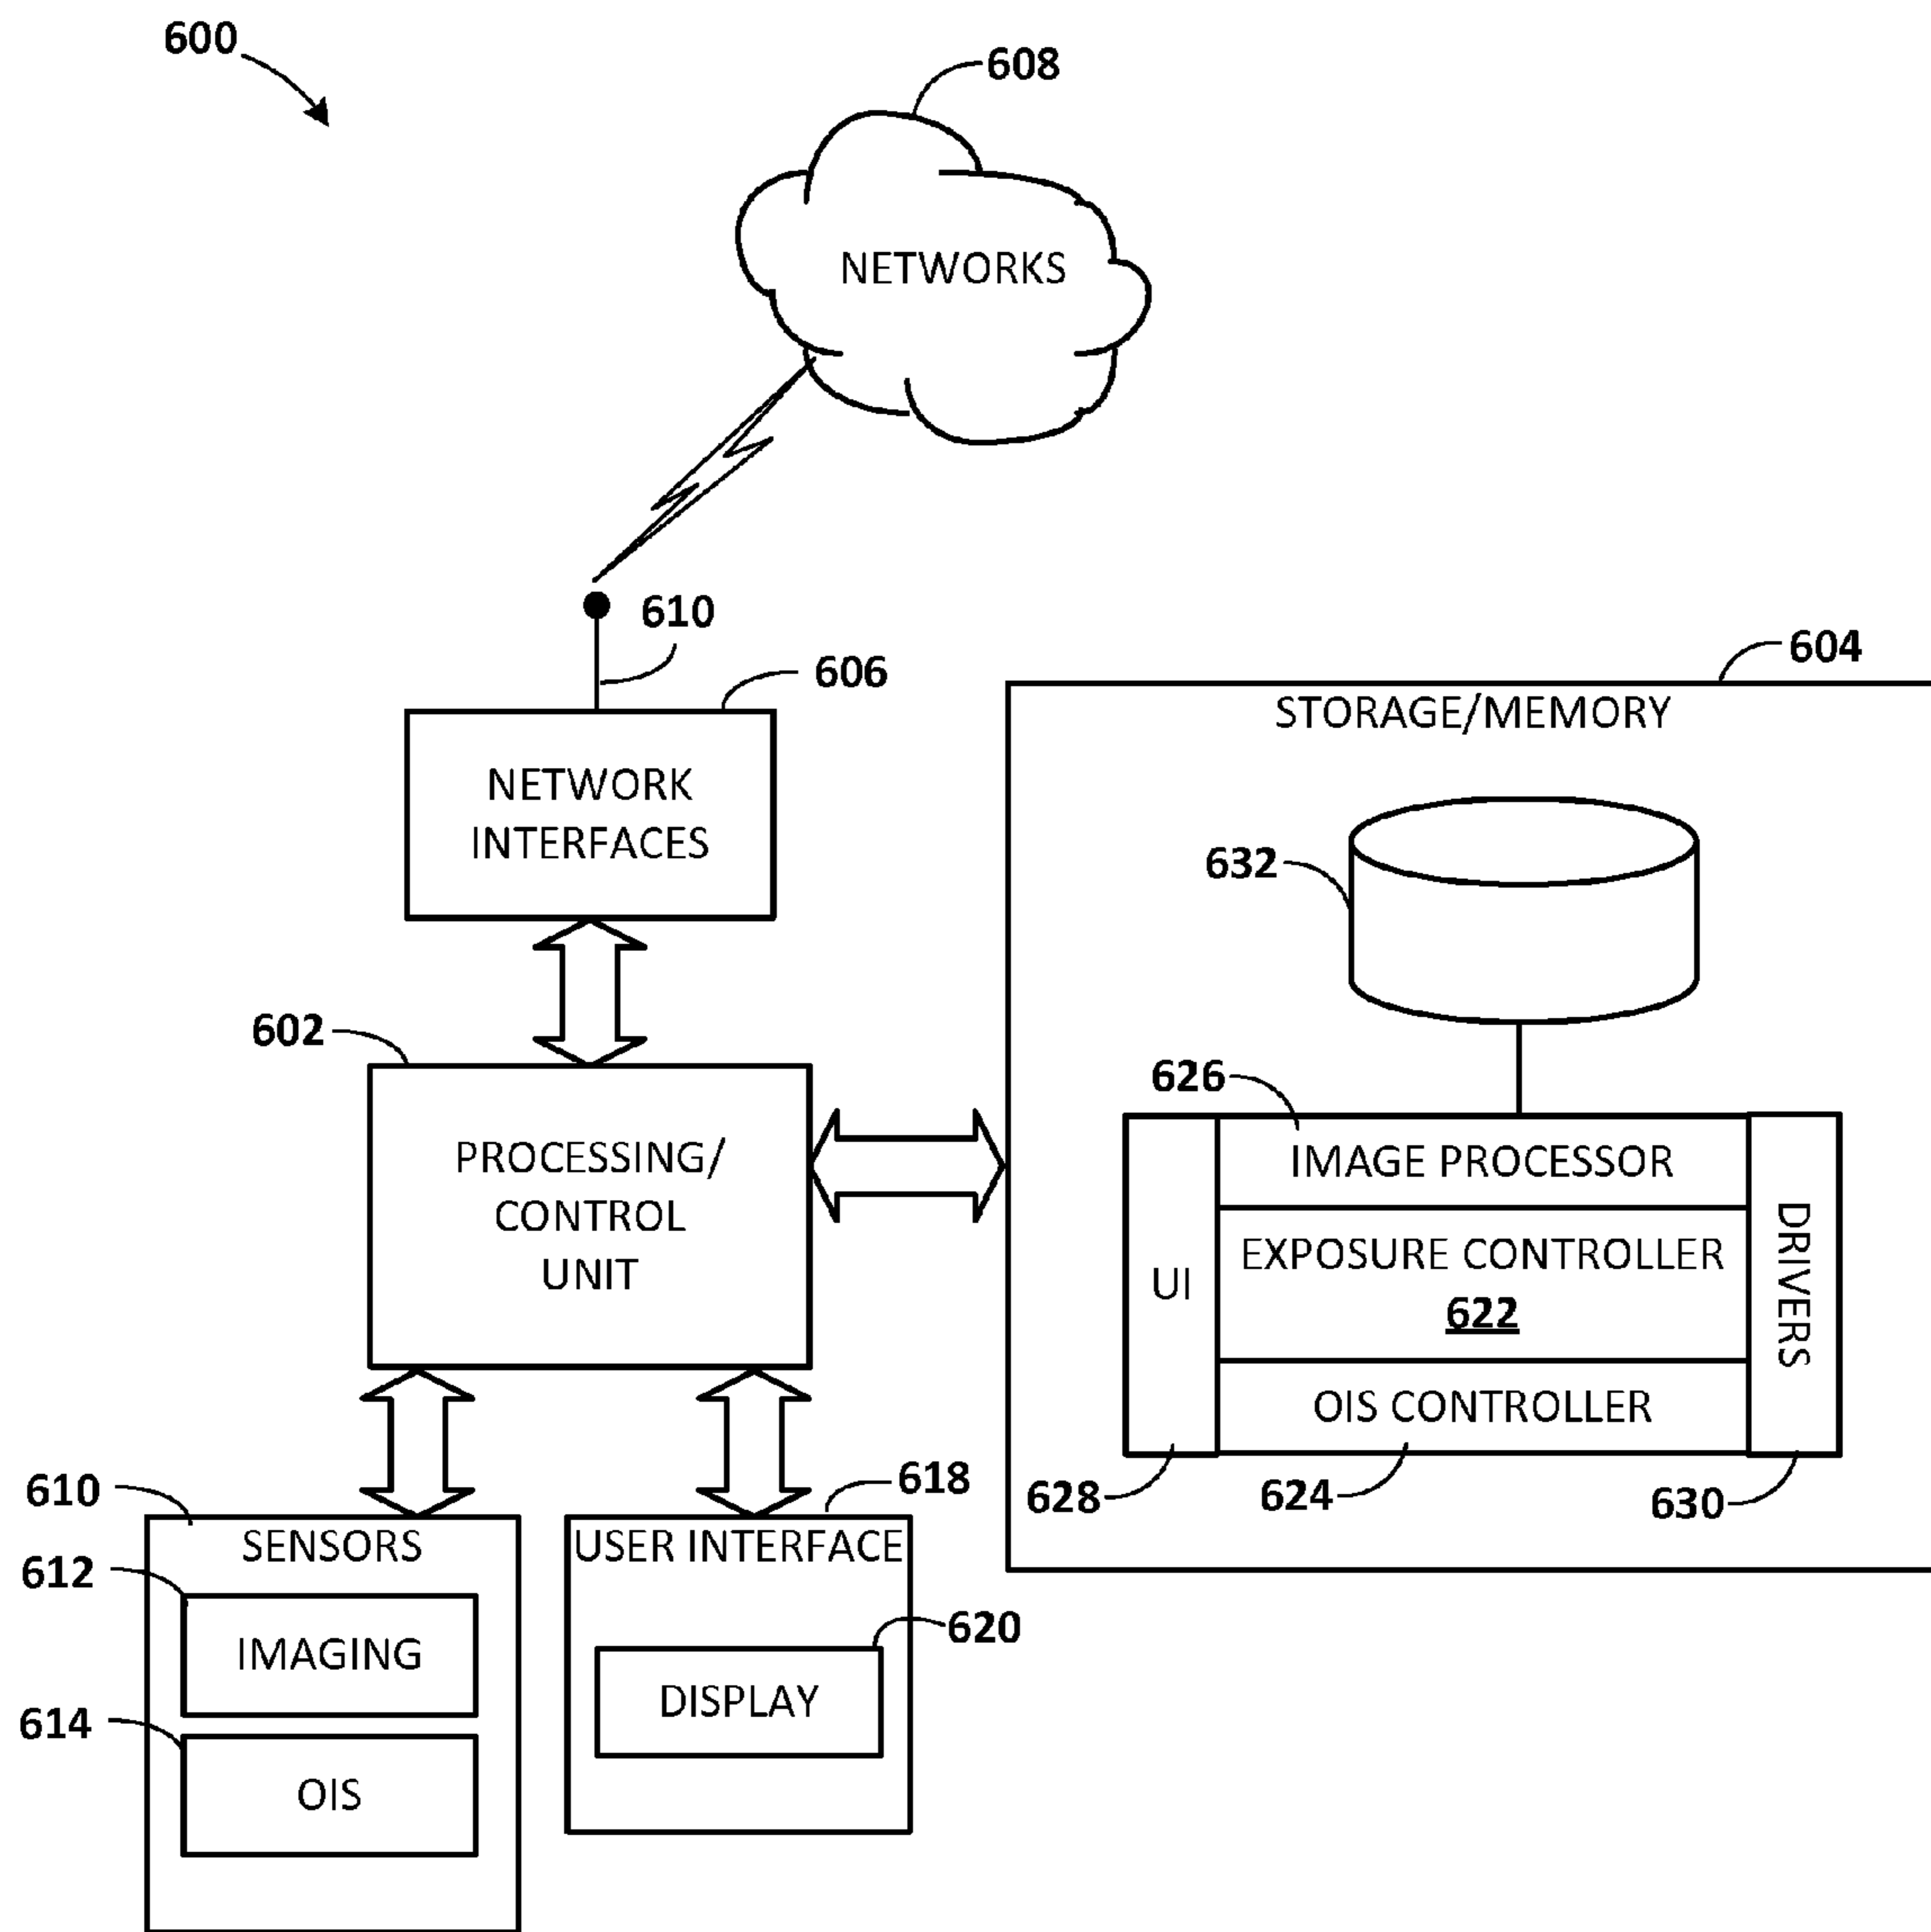 600
608
NETWORKS
610
606
NETWORK
INTERFACES
604
STORAGE/MEMORY
632
602
PROCESSING/
CONTROL
UNIT
626
IMAGE PROCESSOR
EXPOSURE CONTROLLER
622
OIS CONTROLLER
UI
DRIVERS
628
624
630
610
SENSORS
612
IMAGING
614
OIS
618
USER INTERFACE
620
DISPLAY